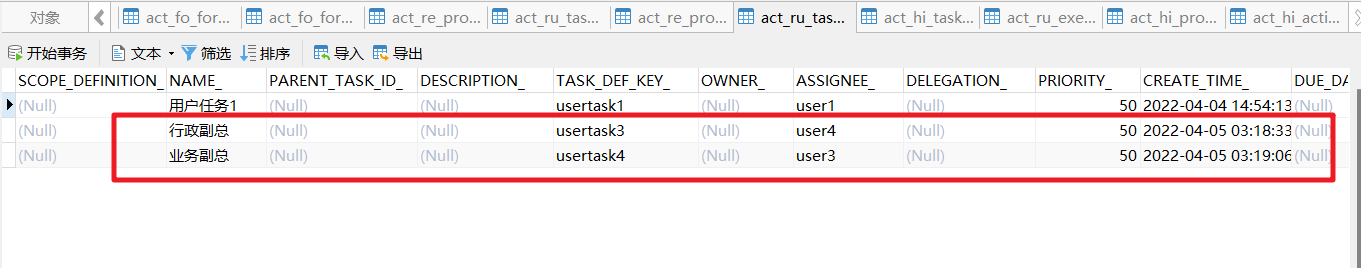 对象 act_fo_for... act_fo_for... act_re_pro... act_ru_tas... act_re_pro... act_ru_tas... act_hi_task... act_ru_exe... act_hi_pro... act_hi_acti...
开始事务 文本 筛选 排序 导入 导出
SCOPE_DEFINITION_ NAME_ PARENT_TASK_ID_ DESCRIPTION_ TASK_DEF_KEY_ OWNER_ ASSIGNEE_ DELEGATION_ PRIORITY_ CREATE_TIME_ DUE_DA
(Null) 用户任务1 (Null) (Null) usertask1 (Null) user1 (Null) 50 2022-04-04 14:54:13 (Null)
(Null) 行政副总 (Null) (Null) usertask3 (Null) user4 (Null) 50 2022-04-05 03:18:33 (Null)
(Null) 业务副总 (Null) (Null) usertask4 (Null) user3 (Null) 50 2022-04-05 03:19:06 (Null)